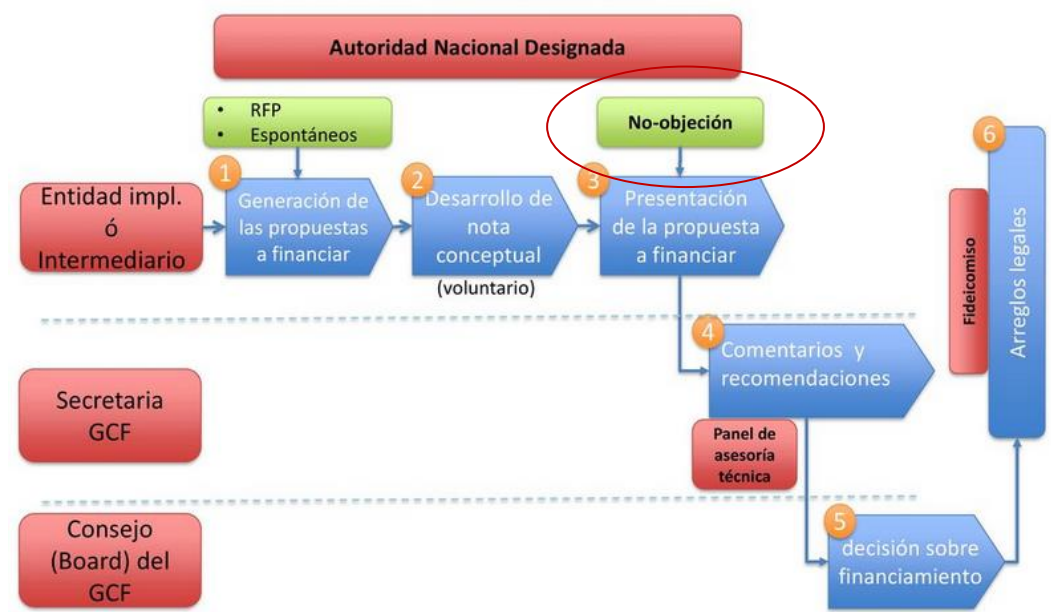 Autoridad Nacional Designada
• RFP
• Espontáneos
No-objeción
6
1
2
3
Entidad impl.
ó
Intermediario
Generación de
las propuestas
a financiar
Desarrollo de
nota
conceptual
(voluntario)
Presentación
de la propuesta
a financiar
Fideicomiso
Arreglos legales
4
Comentarios y
recomendaciones
Secretaria
GCF
Panel de
asesoría
técnica
Consejo
(Board) del
GCF
5
decisión sobre
financiamiento